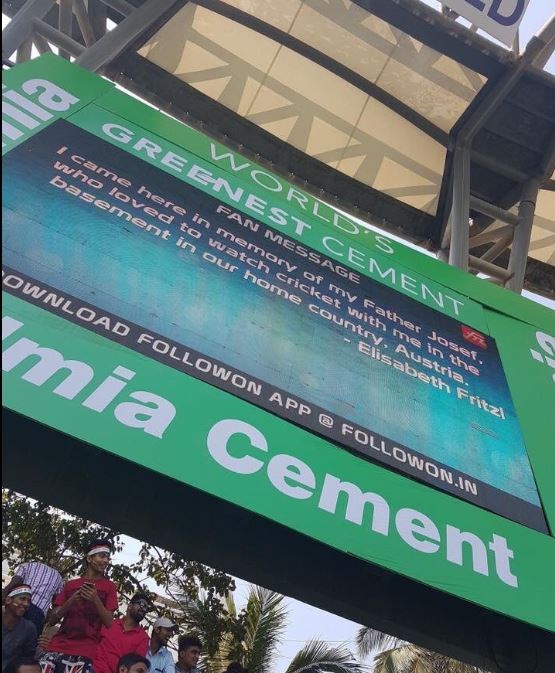 WORLD'S
GREENEST CEMENT
FAN MESSAGE
I came here in memory of my Father Josef,
who loved to watch cricket with me in the
basement in our home country, Austria.
- Elisabeth Fritzl
DOWNLOAD FOLLOWON APP @ FOLLOWON.IN
lmia Cement